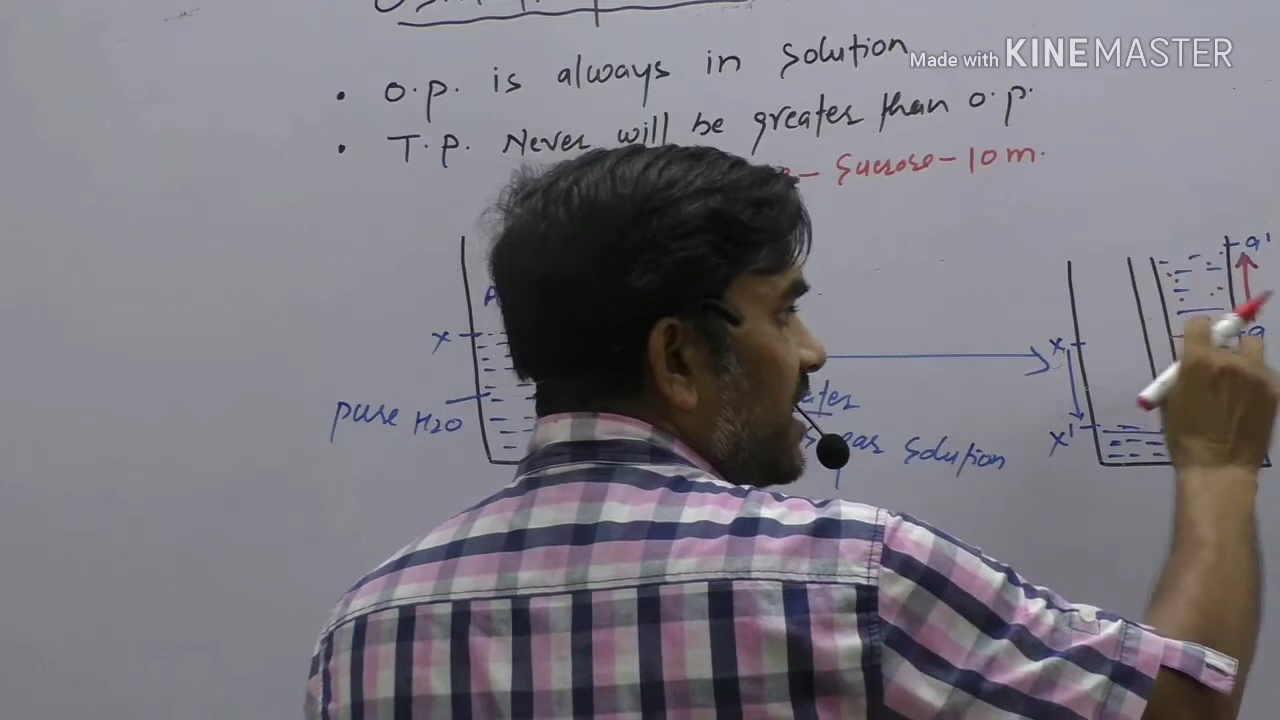 • O.p. is always in solution
Made with KINEMASTER
• T.p. Never will be greater than O.p.
- Sucrose - 10 m.
a'
x
x
a
pure H2O
solution
x'